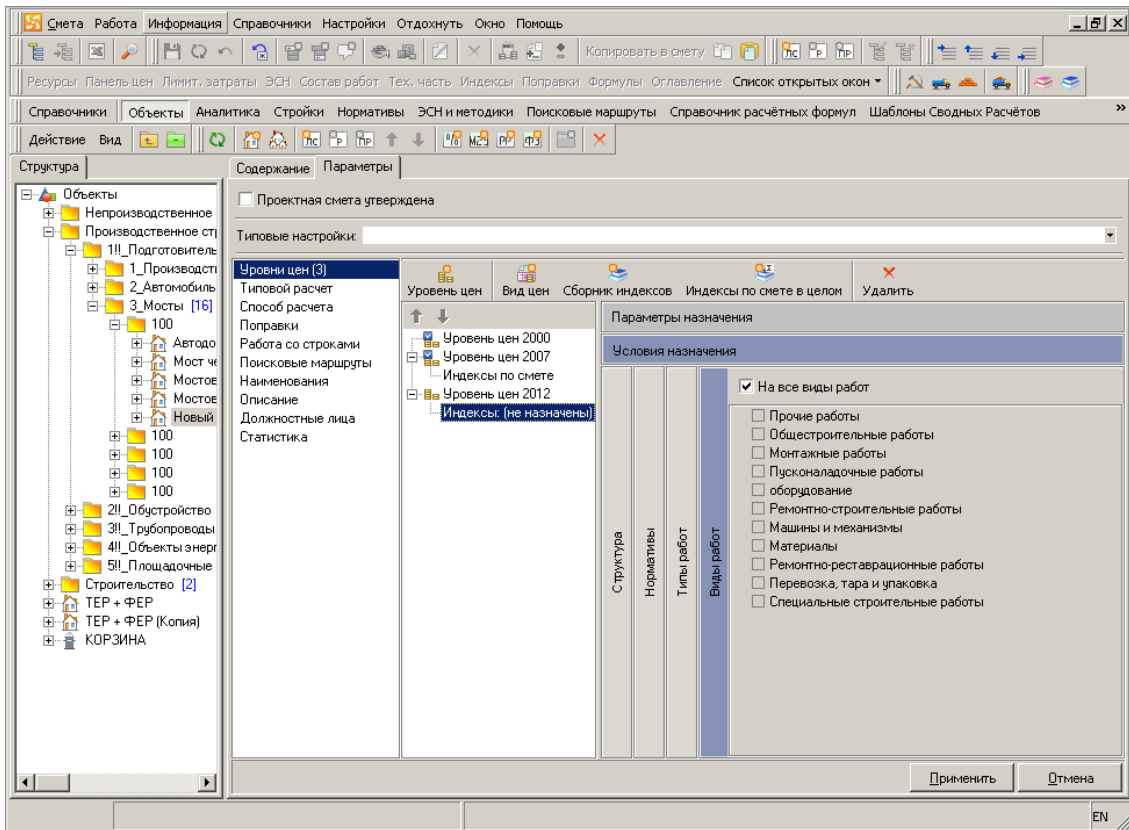 Смета Работа Информация Справочники Настройки Отдохнуть Окно Помощь
Копировать в смету
Ресурсы Панель цен Лимит. затраты ЭСН Состав работ Тех. часть Индексы Поправки Формулы Оглавление Список открытых окон
Справочники Объекты Аналитика Стройки Нормативы ЭСН и методики Поисковые маршруты Справочник расчётных формул Шаблоны Сводных Расчётов »
Действие Вид
Структура
Содержание Параметры
Объекты
Непроизводственное
Производственное стр
1!!_Подготовитель
1_Производст
2_Автомобиль
3_Мосты [16]
100
Автодо
Мост че
Мостов
Мостов
Новый
100
100
100
100
2!!_Обустройство
3!!_Трубопроводы
4!!_Объекты энерг
5!!_Площадочные
Строительство [2]
ТЕР + ФЕР
ТЕР + ФЕР (Копия)
КОРЗИНА
Проектная смета утверждена
Типовые настройки:
Уровни цен (3)
Типовой расчет
Способ расчета
Поправки
Работа со строками
Поисковые маршруты
Наименования
Описание
Должностные лица
Статистика
Уровень цен Вид цен Сборник индексов Индексы по смете в целом Удалить
Уровень цен 2000
Уровень цен 2007
Индексы по смете
Уровень цен 2012
Индексы: (не назначены)
Параметры назначения
Условия назначения
Структура
Нормативы
Типы работ
Виды работ
На все виды работ
Прочие работы
Общестроительные работы
Монтажные работы
Пусконаладочные работы
оборудование
Ремонтно-строительные работы
Машины и механизмы
Материалы
Ремонтно-реставрационные работы
Перевозка, тара и упаковка
Специальные строительные работы
Применить Отмена
EN